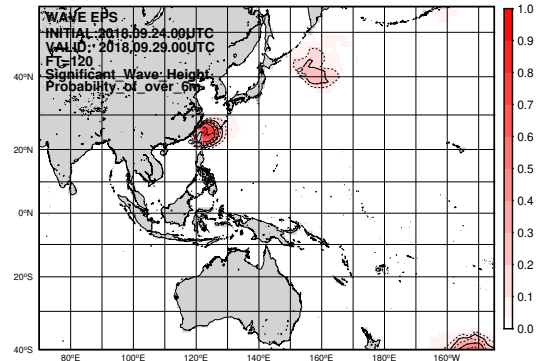 WAVE EPS
INITIAL:2018.09.24.00UTC
VALID: 2018.09.29.00UTC
FT=120
Significant_Wave_Height,
Probability_of_over_6m
40°N
20°N
0°N
20°S
40°S
80°E 100°E 120°E 140°E 160°E 180° 160°W
1.0
0.9
0.8
0.7
0.6
0.5
0.4
0.3
0.2
0.1
0.0